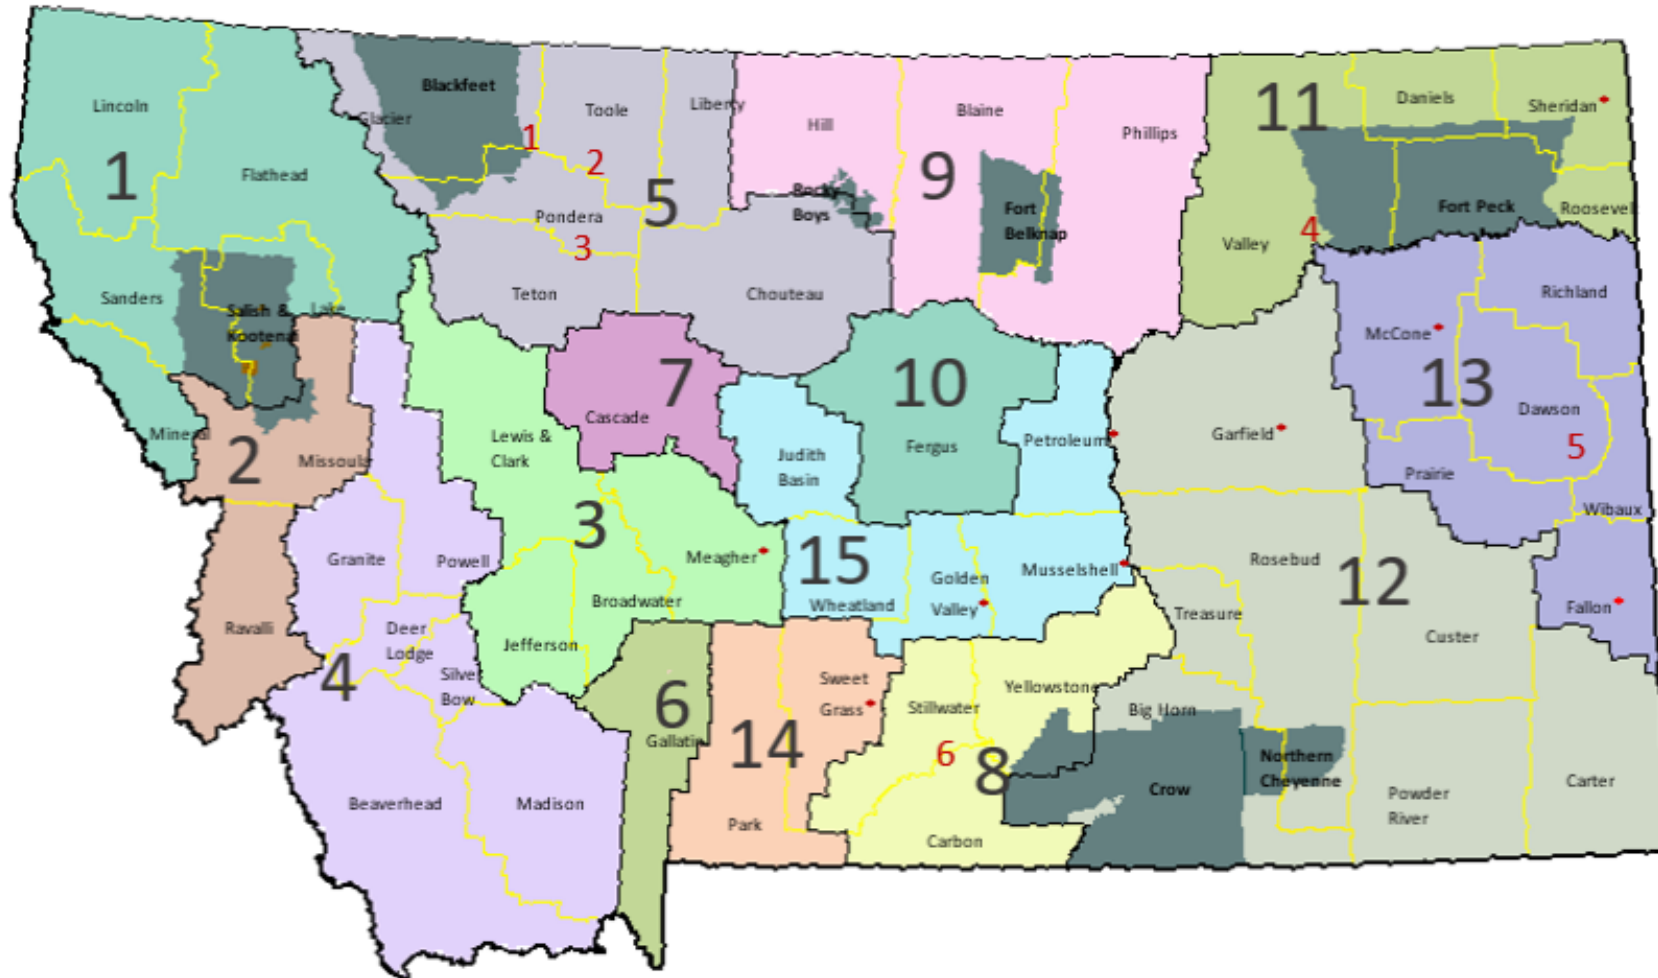 Lincoln
Flathead
1
Sanders
Lake
Salish &
Kootenai
Mineral
2
Missoula
Ravalli
Blackfeet
Glacier
Toole
Liberty
1
2
5
Pondera
3
Teton
Chouteau
Hill
Rocky
Boys
Blaine
9
Phillips
Fort
Belknap
11
Daniels
Sheridan
Fort Peck
Roosevel
Valley
4
Richland
McCone
13
Dawson
5
Prairie
Wibaux
Fallon
7
Cascade
10
Fergus
Judith
Basin
Petroleum
Garfield
Lewis &
Clark
3
Meagher
Broadwater
Jefferson
Granite
Powell
Deer
Lodge
4
Silve
Bow
Beaverhead
Madison
6
Gallatin
15
Wheatland
Golden
Valley
Musselshell
Rosebud
12
Treasure
Custer
Sweet
Grass
14
Park
Stillwater
Yellowstone
6
8
Carbon
Big Horn
Crow
Northern
Cheyenne
Powder
River
Carter